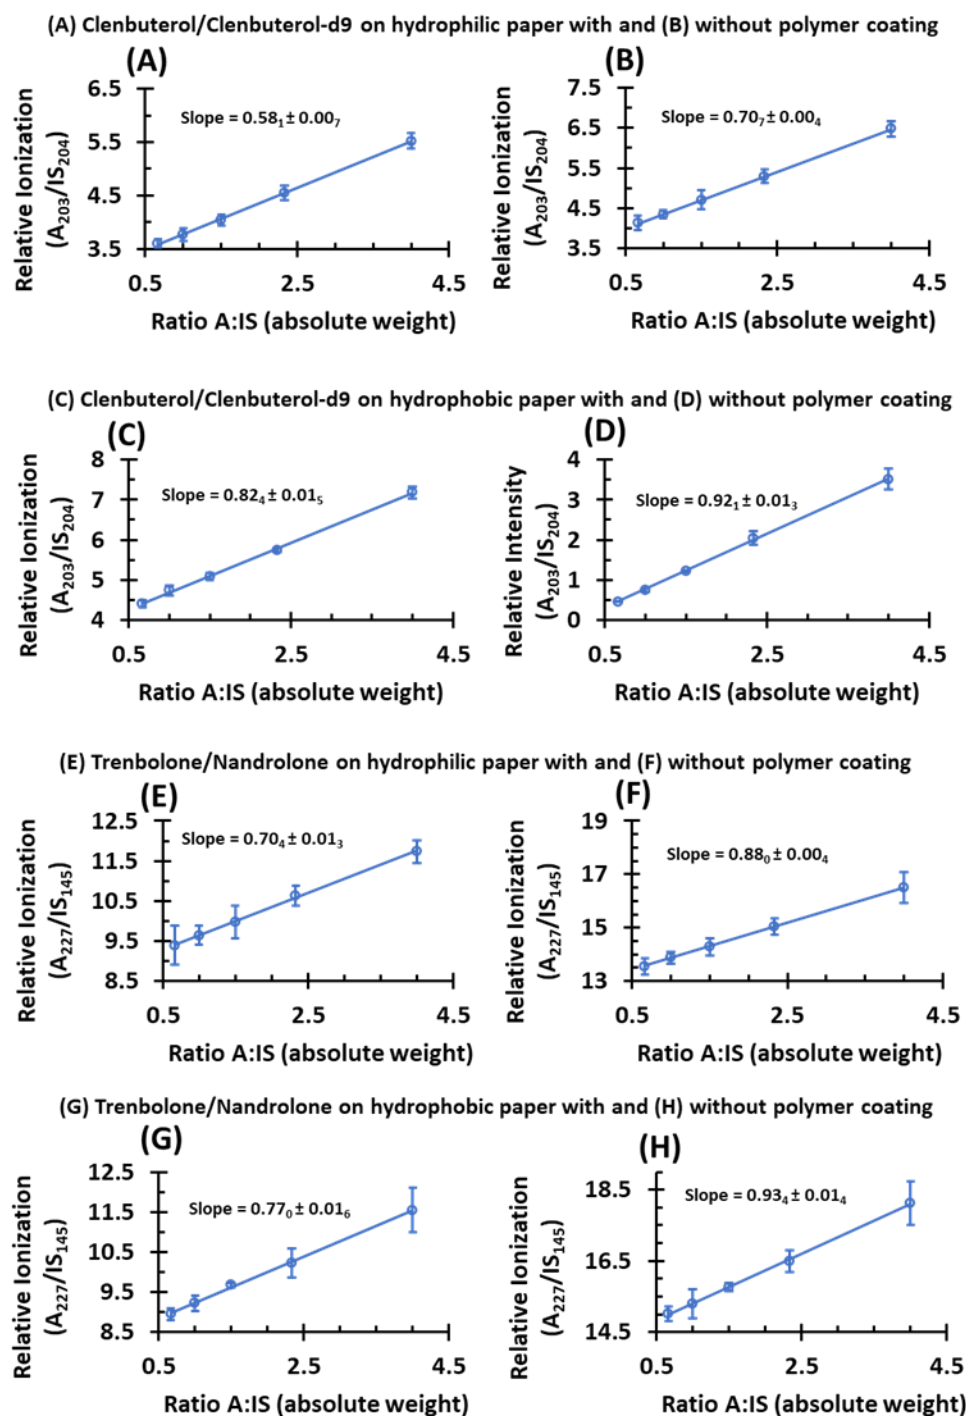 (A) Clenbuterol/Clenbuterol-d9 on hydrophilic paper with and (B) without polymer coating
(A)
Relative Ionization
(A203/IS204)
6.5
5.5
4.5
3.5
Slope = 0.58₁ ± 0.00₇
0.5 2.5 4.5
Ratio A:IS (absolute weight)
(B)
Relative Ionization
(A203/IS204)
7.5
6.5
5.5
4.5
3.5
Slope = 0.70₇ ± 0.00₄
0.5 2.5 4.5
Ratio A:IS (absolute weight)
(C) Clenbuterol/Clenbuterol-d9 on hydrophobic paper with and (D) without polymer coating
(C)
Relative Ionization
(A203/IS204)
8
7
6
5
4
Slope = 0.82₄ ± 0.01₅
0.5 2.5 4.5
Ratio A:IS (absolute weight)
(D)
Relative Intensity
(A203/IS204)
4
3
2
1
0
Slope = 0.92₁ ± 0.01₃
0.5 2.5 4.5
Ratio A:IS (absolute weight)
(E) Trenbolone/Nandrolone on hydrophilic paper with and (F) without polymer coating
(E)
Relative Ionization
(A227/IS145)
12.5
11.5
10.5
9.5
8.5
Slope = 0.70₄ ± 0.01₃
0.5 2.5 4.5
Ratio A:IS (absolute weight)
(F)
Relative Ionization
(A227/IS145)
19
17
15
13
Slope = 0.88₀ ± 0.00₄
0.5 2.5 4.5
Ratio A:IS (absolute weight)
(G) Trenbolone/Nandrolone on hydrophobic paper with and (H) without polymer coating
(G)
Relative Ionization
(A227/IS145)
12.5
11.5
10.5
9.5
8.5
Slope = 0.77₀ ± 0.01₆
0.5 2.5 4.5
Ratio A:IS (absolute weight)
(H)
Relative Ionization
(A227/IS145)
18.5
16.5
14.5
Slope = 0.93₄ ± 0.01₄
0.5 2.5 4.5
Ratio A:IS (absolute weight)